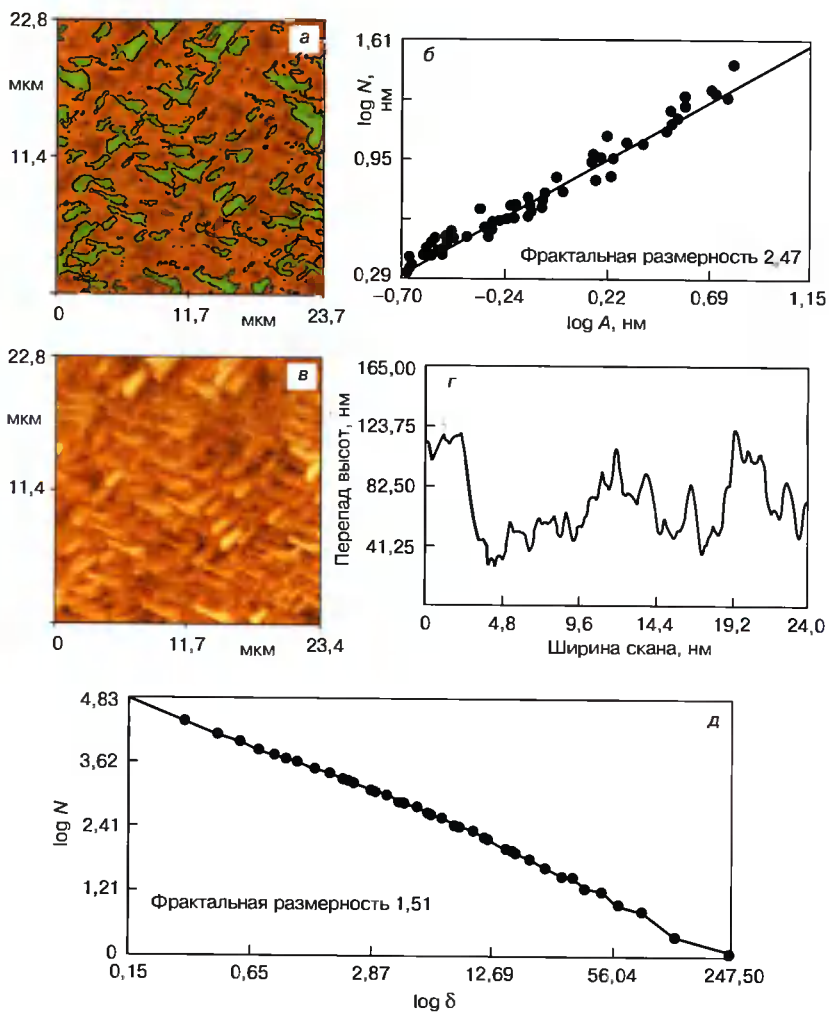 22,8
мкм
11,4
0
11,7
мкм
23,7
а
1,61
log N, нм
0,95
0,29
б
Фрактальная размерность 2,47
−0,70
−0,24
0,22
0,69
1,15
log A, нм
22,8
мкм
11,4
0
11,7
мкм
23,4
в
165,00
123,75
82,50
41,25
Перепад высот, нм
г
0
4,8
9,6
14,4
19,2
24,0
Ширина скана, нм
4,83
3,62
2,41
1,21
0
log N
д
Фрактальная размерность 1,51
0,15
0,65
2,87
12,69
56,04
247,50
log δ